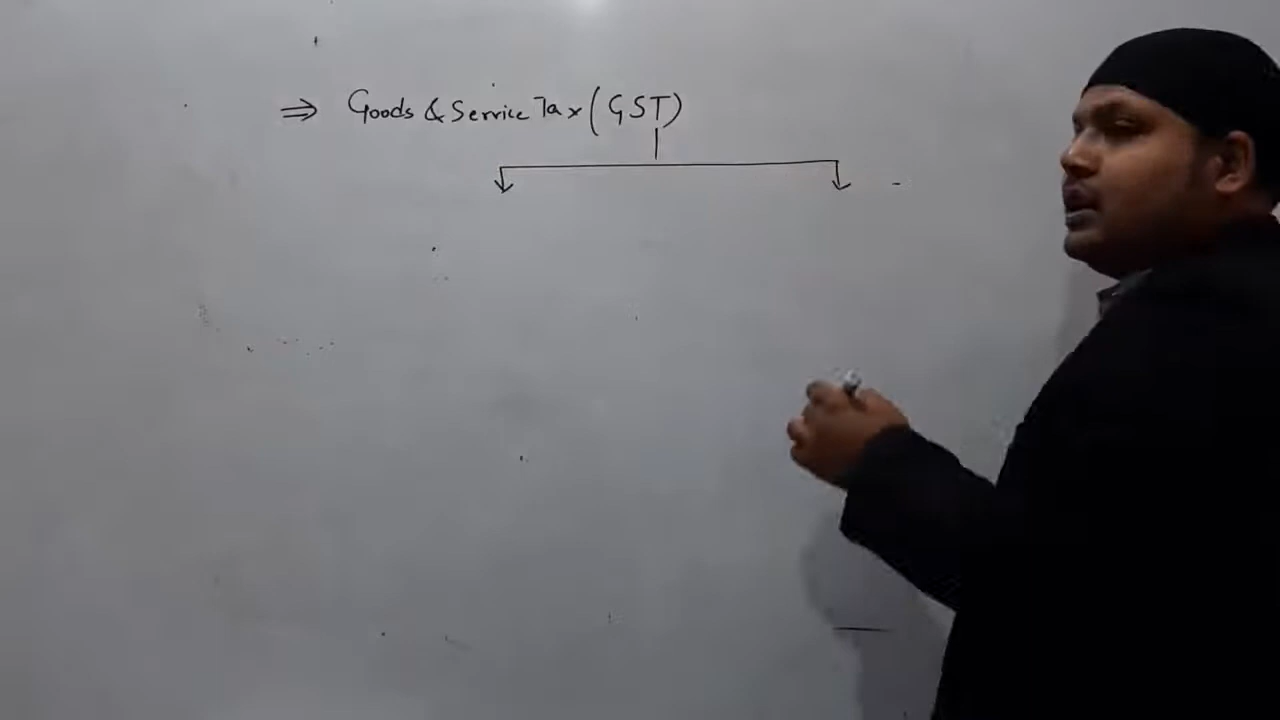 ⇒ Goods & Service Tax (GST)